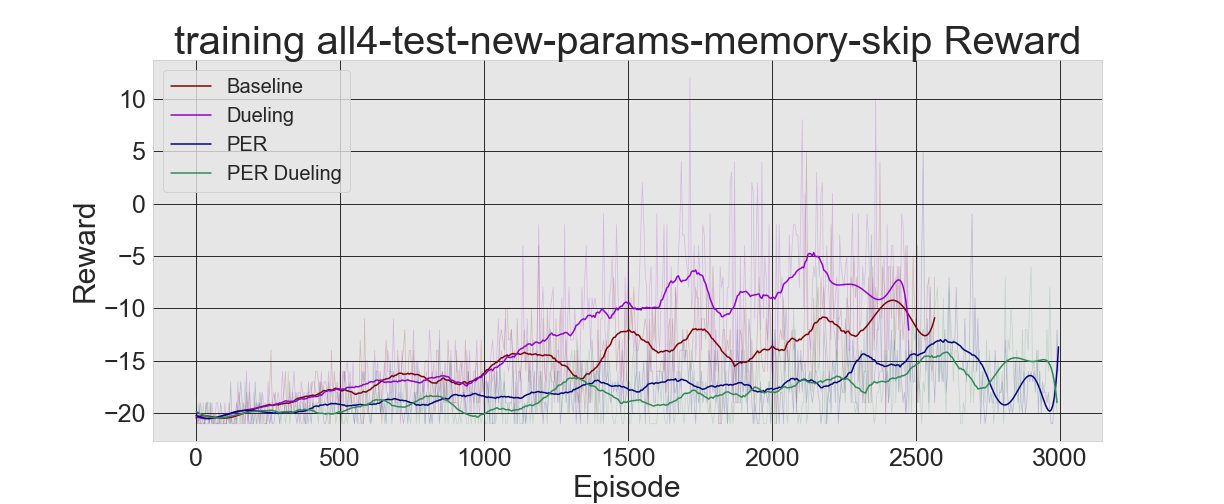 training all4-test-new-params-memory-skip Reward
Baseline
Dueling
PER
PER Dueling
Reward
10
5
0
−5
−10
−15
−20
0 500 1000 1500 2000 2500 3000
Episode